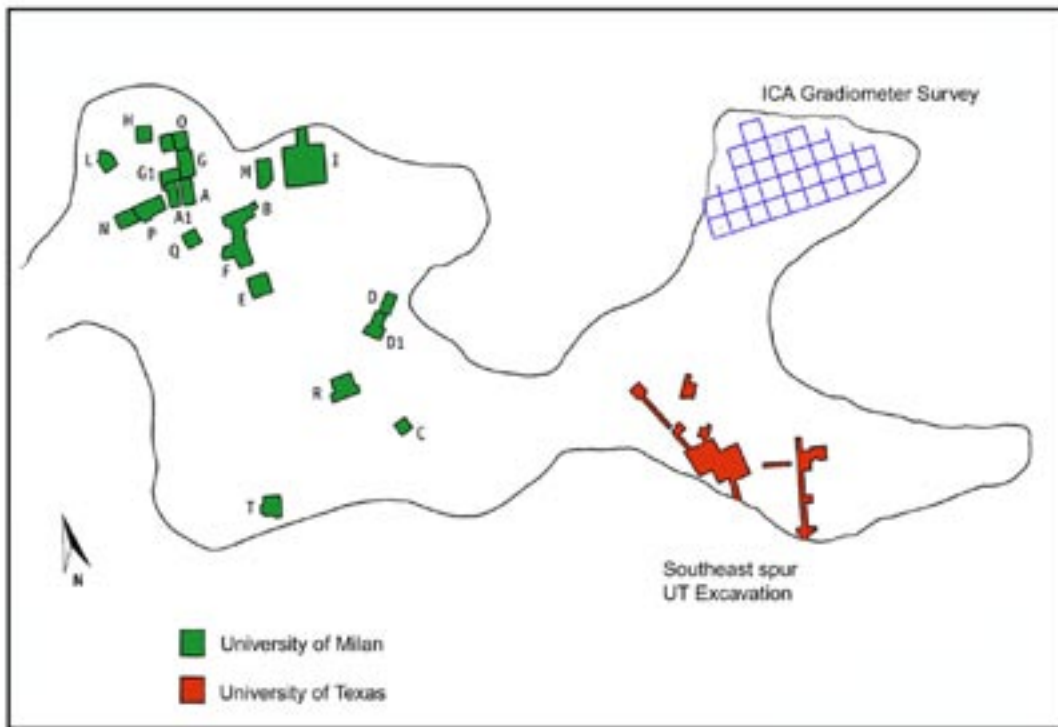 ICA Gradiometer Survey
H
O
L
G
G1
M
I
A
A1
N
P
B
Q
F
E
D
D1
R
C
T
N
Southeast spur
UT Excavation
University of Milan
University of Texas